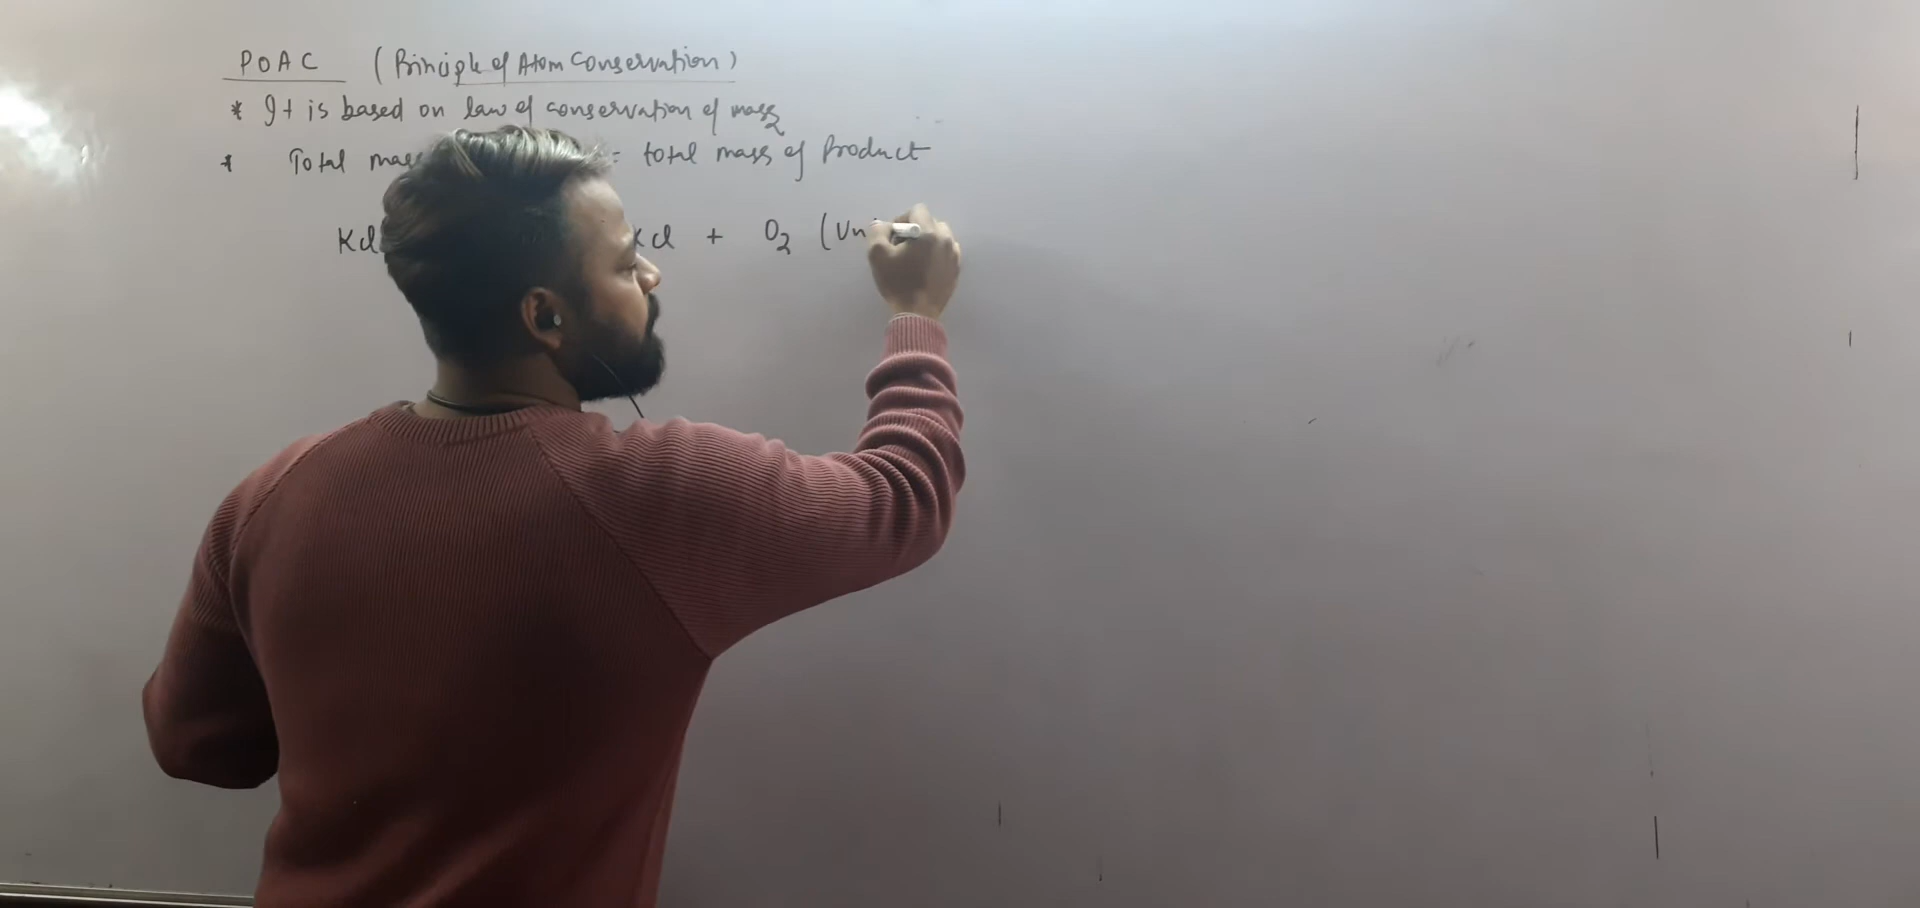 POAC (Principle of Atom Conservation)
* It is based on law of conservation of mass
* Total mass = total mass of Product
KCl KCl + O2 (Un